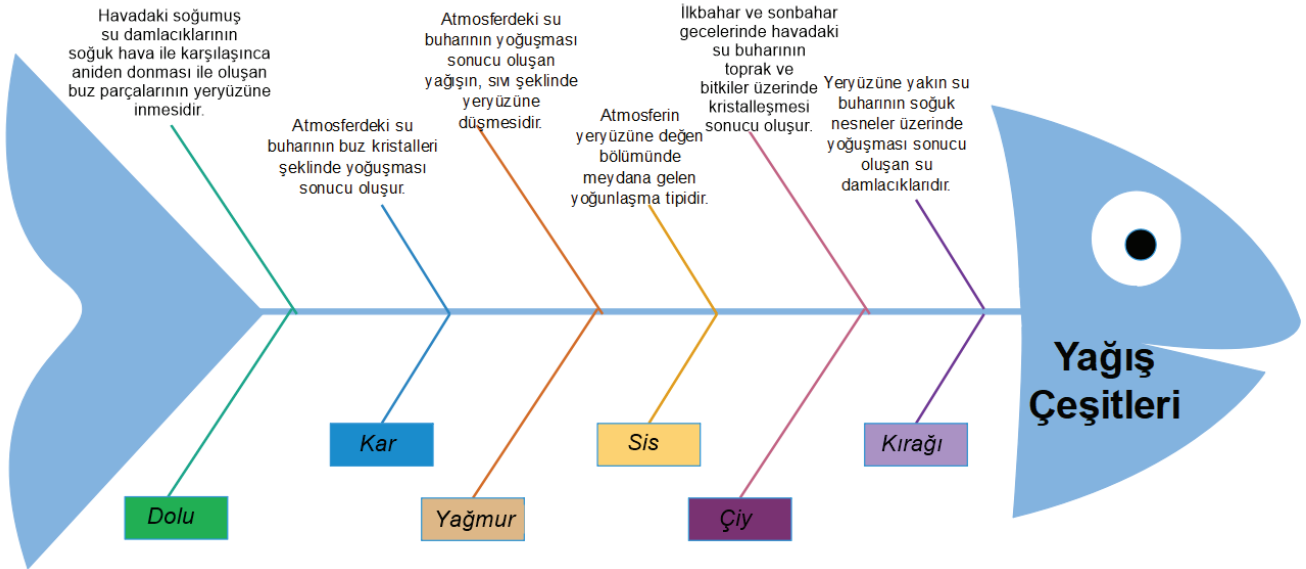 Havadaki soğumuş
su damlacıklarının
soğuk hava ile karşılaşınca
aniden donması ile oluşan
buz parçalarının yeryüzüne
inmesidir.
Atmosferdeki su
buharının buz kristalleri
şeklinde yoğuşması
sonucu oluşur.
Atmosferdeki su
buharının yoğuşması
sonucu oluşan
yağışın, sıvı şeklinde
yeryüzüne
düşmesidir.
Atmosferin
yeryüzüne değen
bölümünde
meydana gelen
yoğunlaşma tipidir.
İlkbahar ve sonbahar
gecelerinde havadaki
su buharının
toprak ve
bitkiler üzerinde
kristalleşmesi
sonucu oluşur.
Yeryüzüne yakın su
buharının soğuk
nesneler üzerinde
yoğuşması sonucu
oluşan su
damlacıklarıdır.
Yağış
Çeşitleri
Kar
Sis
Kırağı
Dolu
Yağmur
Çiy